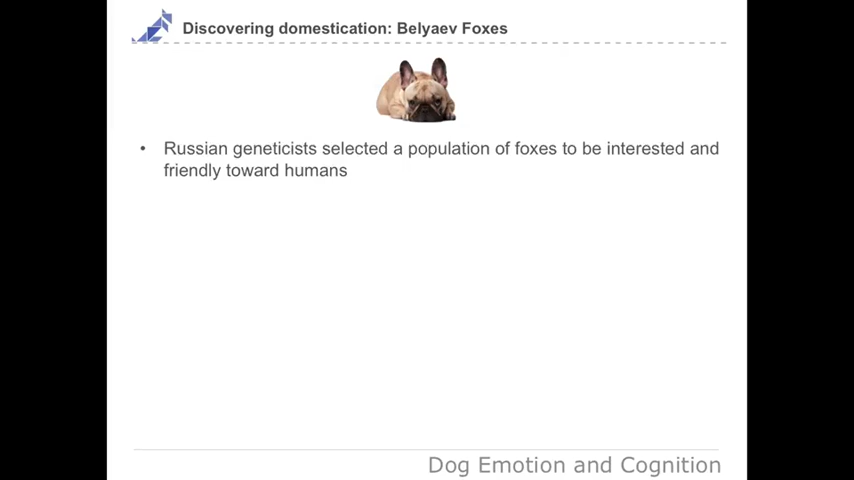 Discovering domestication: Belyaev Foxes
• Russian geneticists selected a population of foxes to be interested and
friendly toward humans
Dog Emotion and Cognition